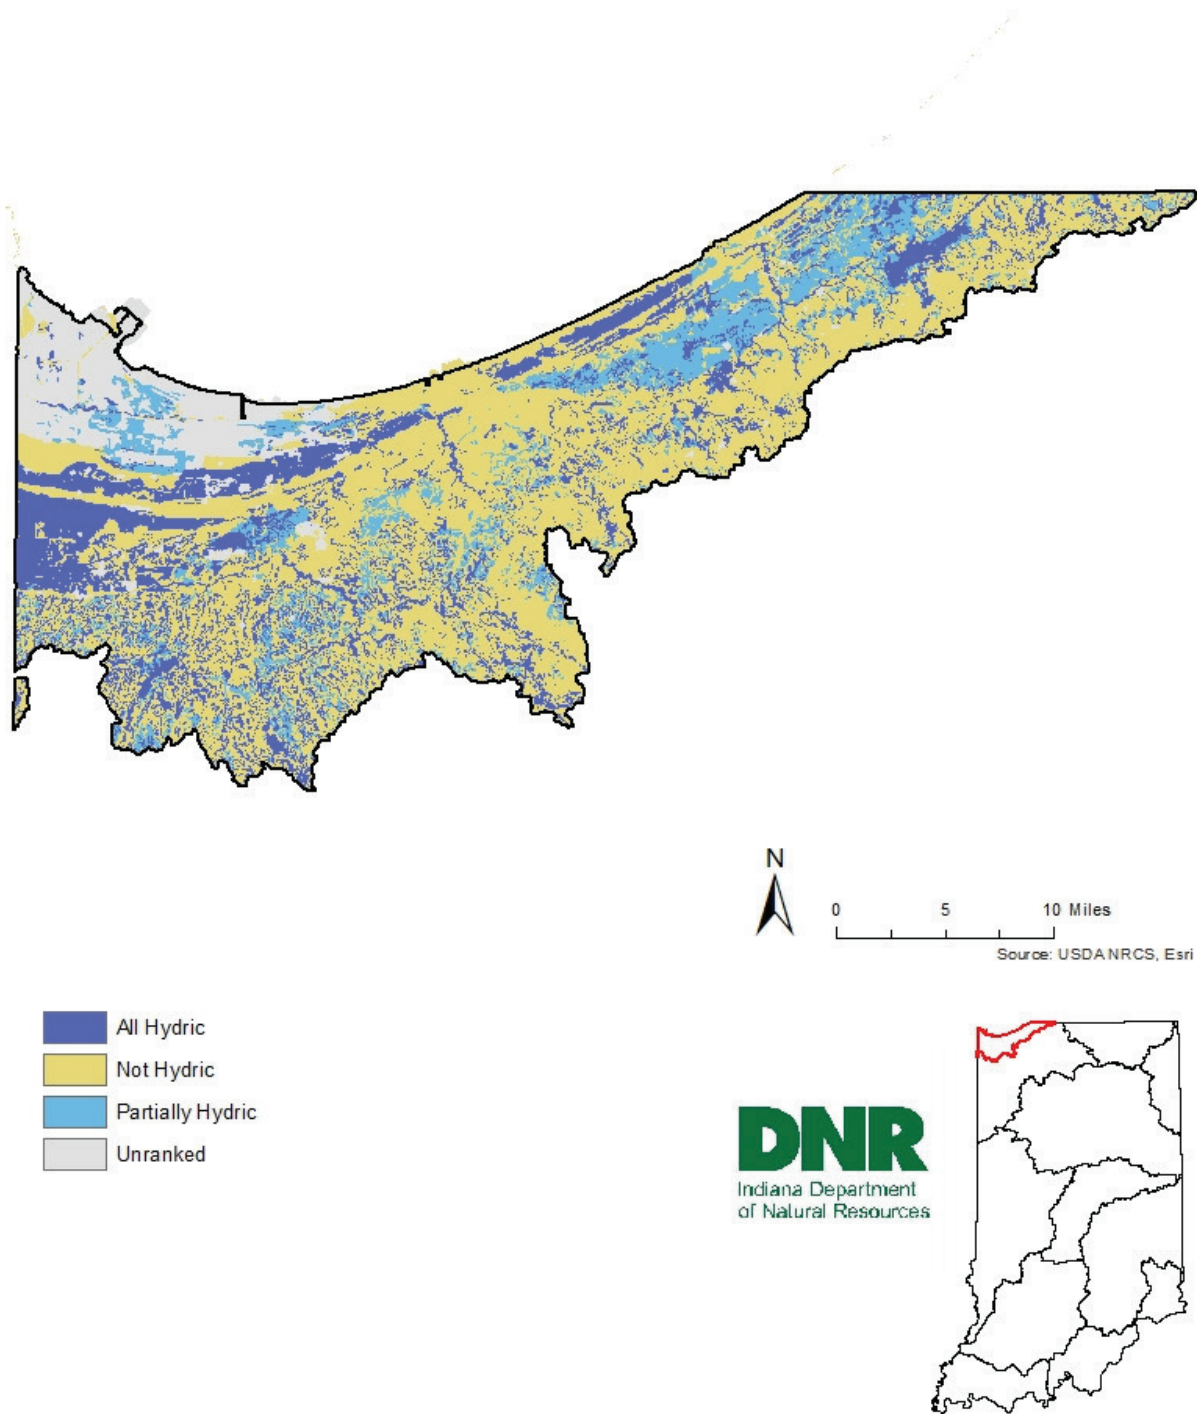 N
0 5 10 Miles
Source: USDA NRCS, Esri
All Hydric
Not Hydric
Partially Hydric
Unranked
DNR
Indiana Department
of Natural Resources